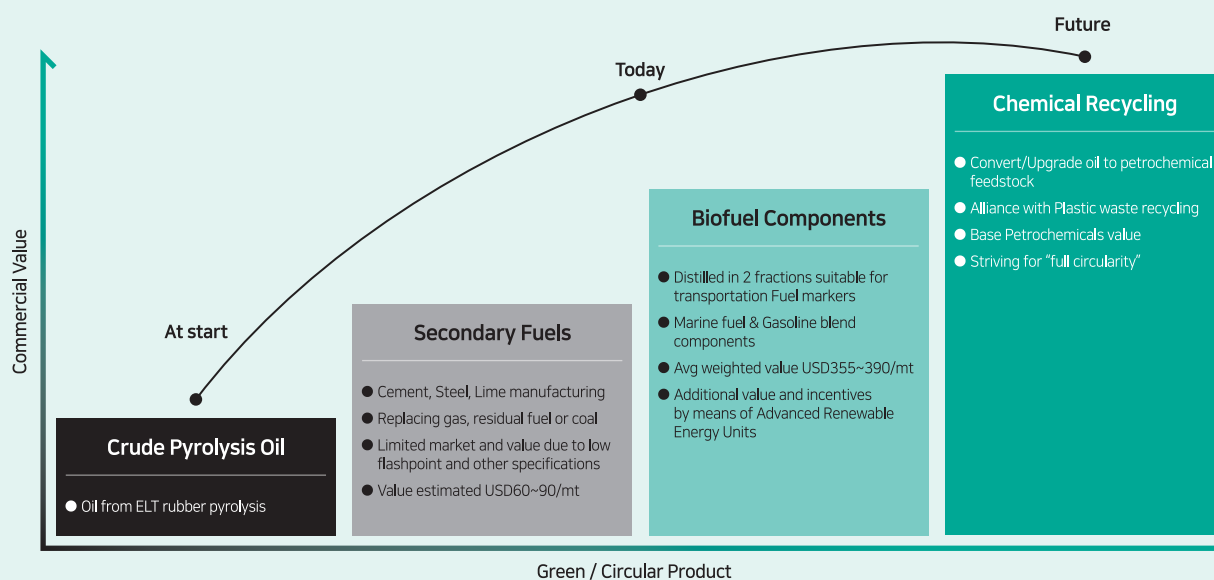 Future
Today
At start
Commercial Value
Crude Pyrolysis Oil
Oil from ELT rubber pyrolysis
Secondary Fuels
Cement, Steel, Lime manufacturing
Replacing gas, residual fuel or coal
Limited market and value due to low
flashpoint and other specifications
Value estimated USD60~90/mt
Biofuel Components
Distilled in 2 fractions suitable for
transportation Fuel markers
Marine fuel & Gasoline blend
components
Avg weighted value USD355~390/mt
Additional value and incentives
by means of Advanced Renewable
Energy Units
Chemical Recycling
Convert/Upgrade oil to petrochemical
feedstock
Alliance with Plastic waste recycling
Base Petrochemicals value
Striving for “full circularity”
Green / Circular Product